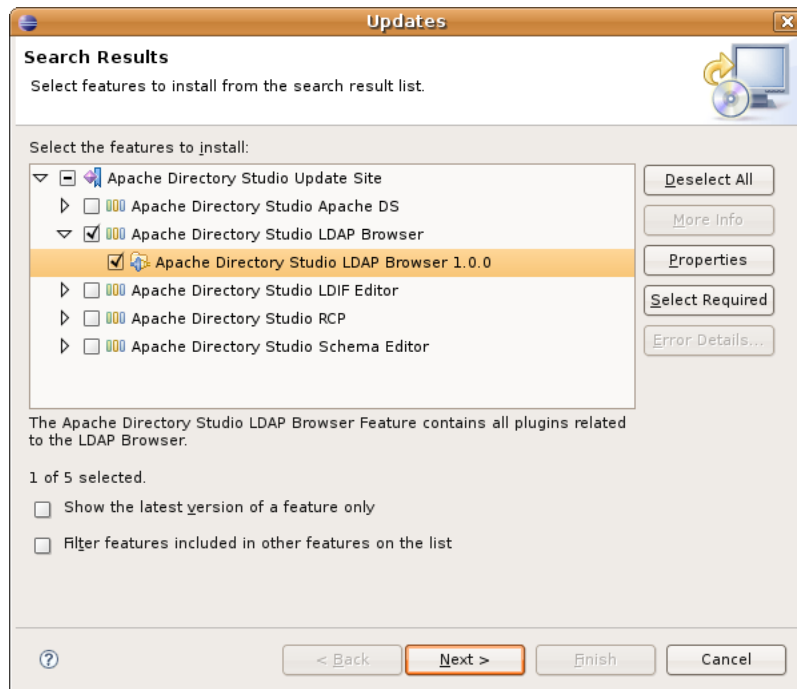 Updates
Search Results
Select features to install from the search result list.
Select the features to install:
Apache Directory Studio Update Site
Apache Directory Studio Apache DS
Apache Directory Studio LDAP Browser
Apache Directory Studio LDAP Browser 1.0.0
Apache Directory Studio LDIF Editor
Apache Directory Studio RCP
Apache Directory Studio Schema Editor
Deselect All
More Info
Properties
Select Required
Error Details...
The Apache Directory Studio LDAP Browser Feature contains all plugins related
to the LDAP Browser.
1 of 5 selected.
Show the latest version of a feature only
Filter features included in other features on the list
?
< Back
Next >
Finish
Cancel